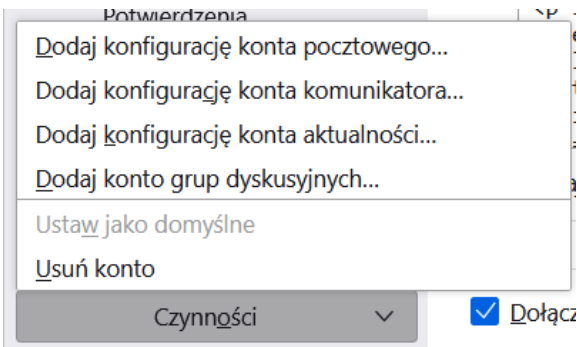 Potwierdzenia
Dodaj konfigurację konta pocztowego...
Dodaj konfigurację konta komunikatora...
Dodaj konfigurację konta aktualności...
Dodaj konto grup dyskusyjnych...
Ustaw jako domyślne
Usuń konto
Czynności
Dołącz